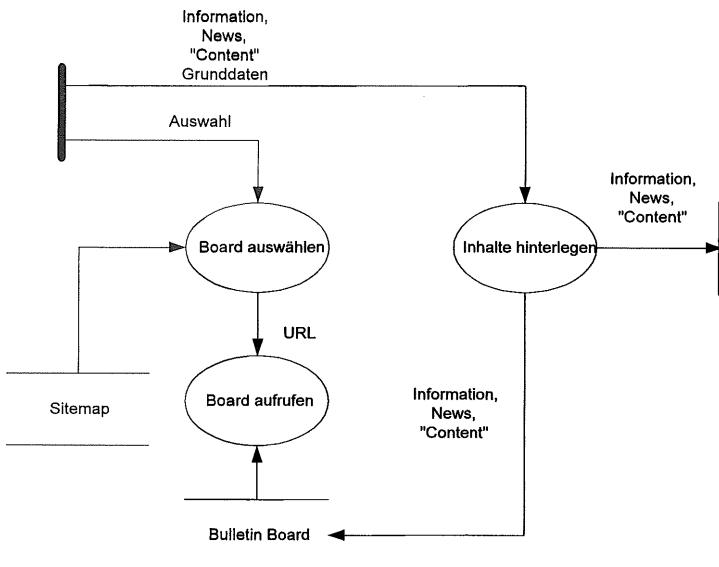 Information,
News,
"Content"
Grunddaten
Auswahl
Information,
News,
"Content"
Board auswählen
Inhalte hinterlegen
URL
Sitemap
Board aufrufen
Information,
News,
"Content"
Bulletin Board